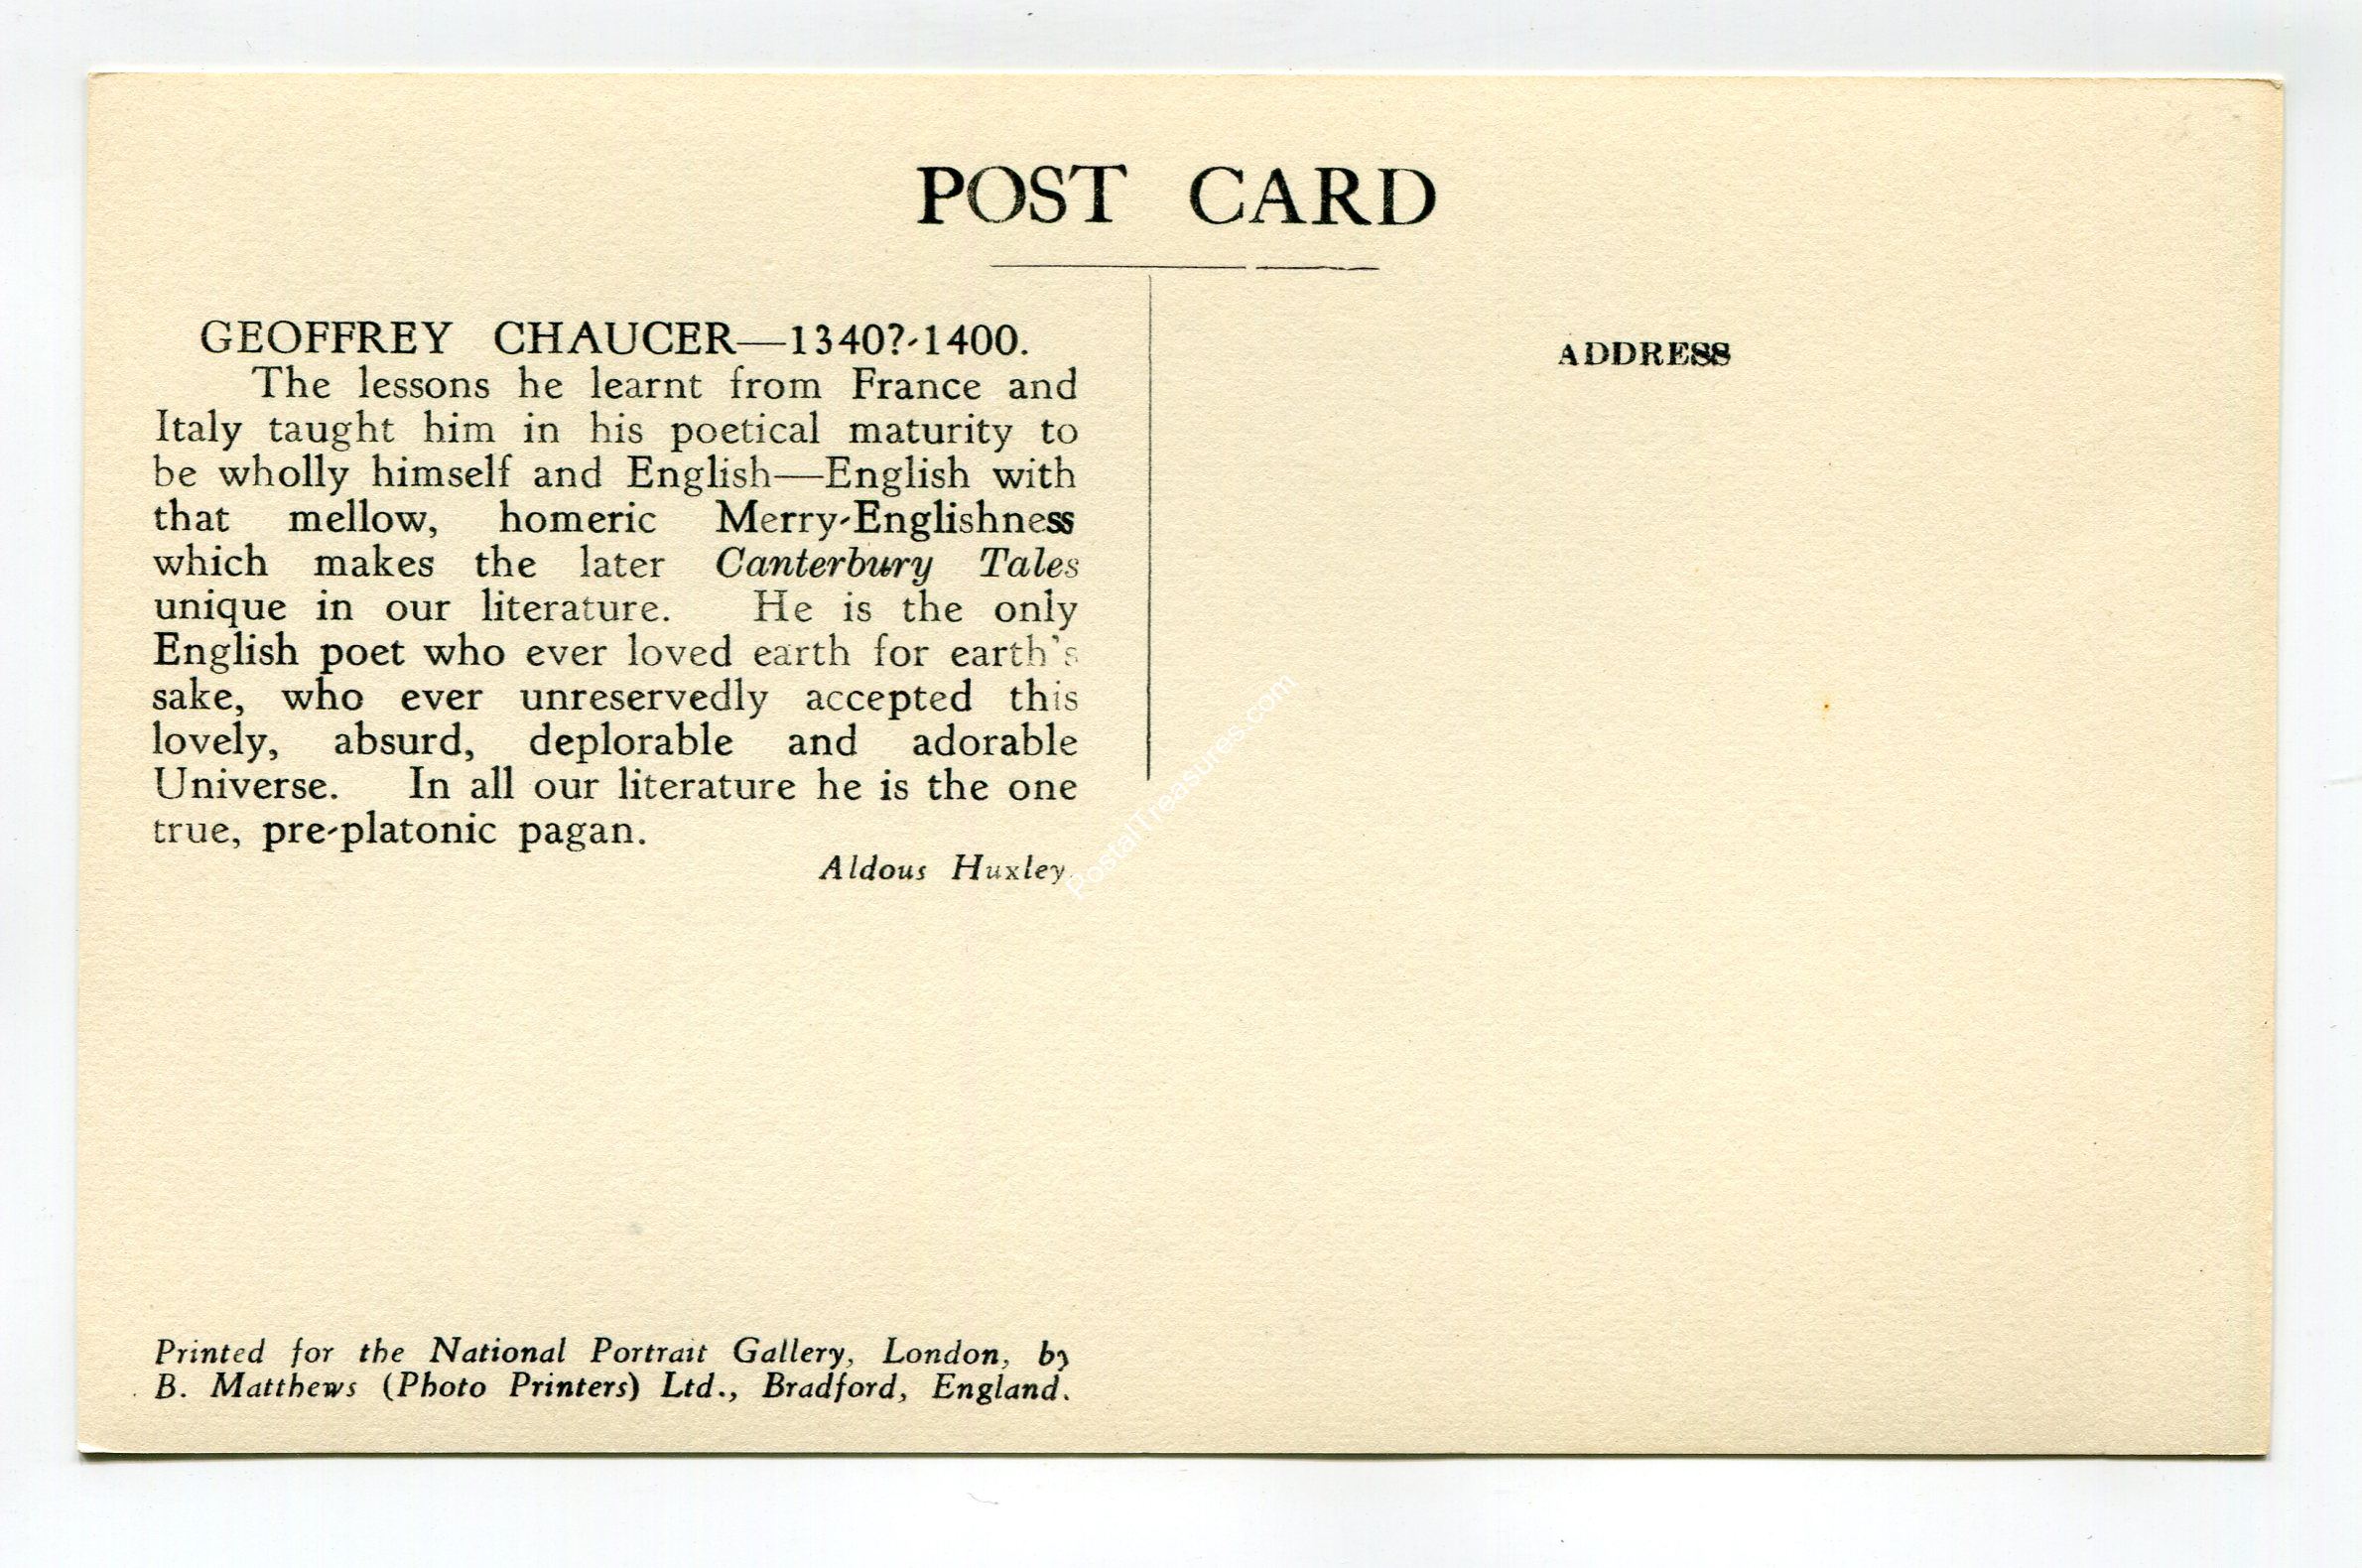 POST CARD
GEOFFREY CHAUCER—1340?-1400.
The lessons he learnt from France and
Italy taught him in his poetical maturity to
be wholly himself and English—English with
that mellow, homeric Merry-Englishness
which makes the later Canterbury Tales
unique in our literature. He is the only
English poet who ever loved earth for earth's
sake, who ever unreservedly accepted this
lovely, absurd, deplorable and adorable
Universe. In all our literature he is the one
true, pre-platonic pagan.
Aldous Huxley.
Printed for the National Portrait Gallery, London, by
B. Matthews (Photo Printers) Ltd., Bradford, England.
ADDRESS
PostalTreasures.com